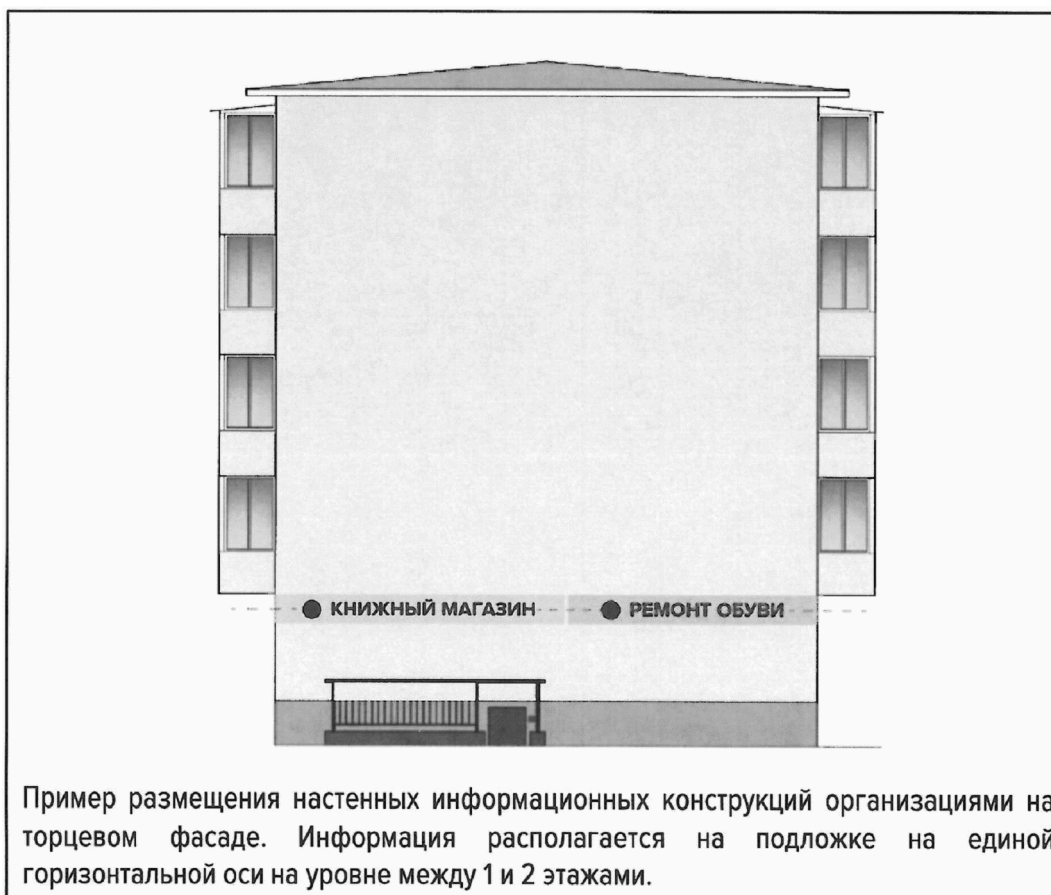 КНИЖНЫЙ МАГАЗИН
РЕМОНТ ОБУВИ
Пример размещения настенных информационных конструкций организациями на
торцевом фасаде. Информация располагается на подложке на единой
горизонтальной оси на уровне между 1 и 2 этажами.